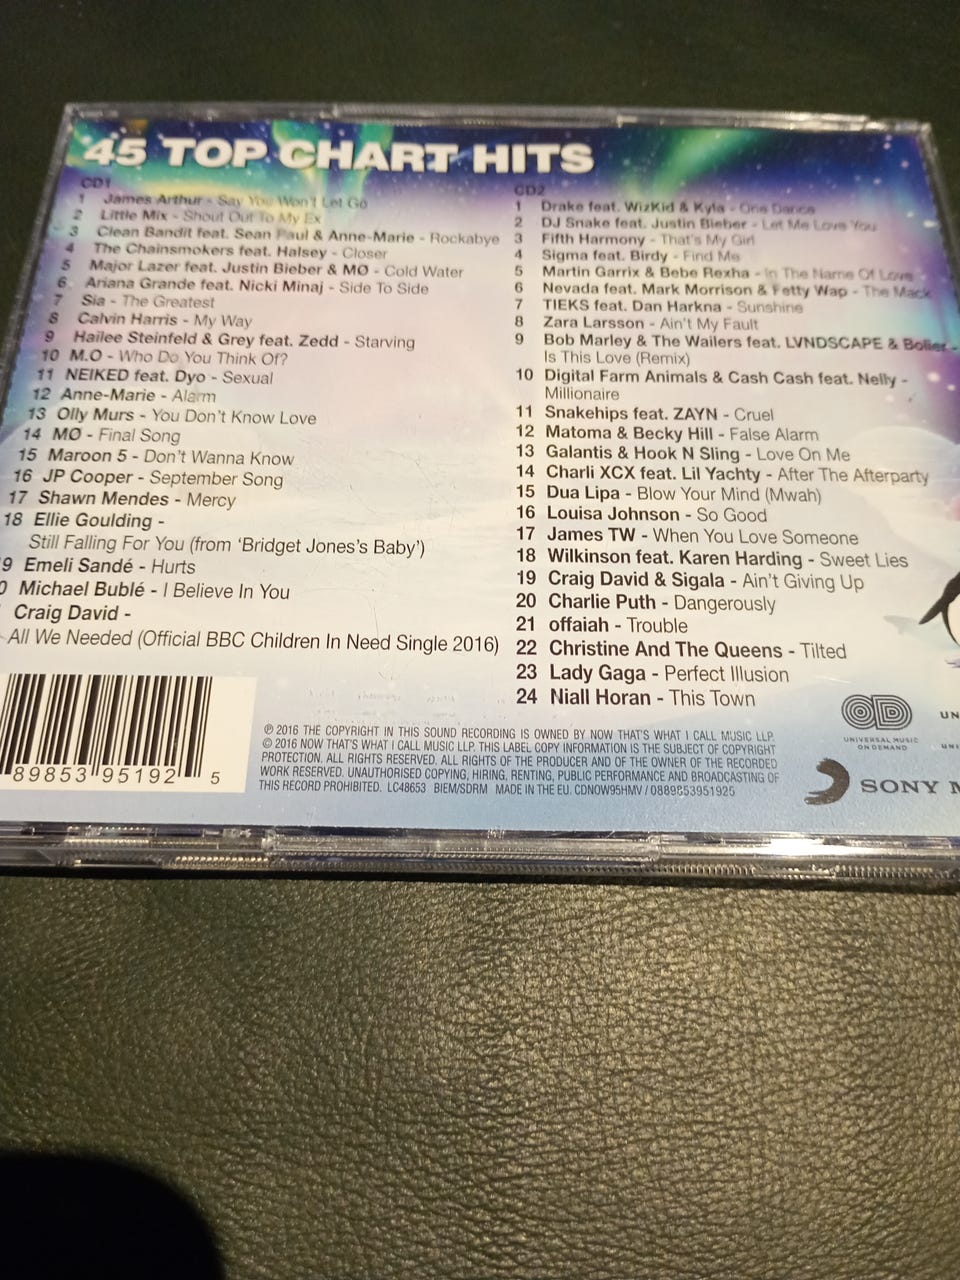 45 TOP CHART HITS
CD1
1 James Arthur - Say You Won't Let Go
2 Little Mix - Shout Out To My Ex
3 Clean Bandit feat. Sean Paul & Anne-Marie - Rockabye
4 The Chainsmokers feat. Halsey - Closer
5 Major Lazer feat. Justin Bieber & MØ - Cold Water
6 Ariana Grande feat. Nicki Minaj - Side To Side
7 Sia - The Greatest
8 Calvin Harris - My Way
9 Hailee Steinfeld & Grey feat. Zedd - Starving
10 M.O - Who Do You Think Of?
11 NEIKED feat. Dyo - Sexual
12 Anne-Marie - Alarm
13 Olly Murs - You Don't Know Love
14 MØ - Final Song
15 Maroon 5 - Don't Wanna Know
16 JP Cooper - September Song
17 Shawn Mendes - Mercy
18 Ellie Goulding -
Still Falling For You (from 'Bridget Jones's Baby')
9 Emeli Sandé - Hurts
0 Michael Bublé - I Believe In You
Craig David -
All We Needed (Official BBC Children In Need Single 2016)
CD2
1 Drake feat. WizKid & Kyla - One Dance
2 DJ Snake feat. Justin Bieber - Let Me Love You
3 Fifth Harmony - That's My Girl
4 Sigma feat. Birdy - Find Me
5 Martin Garrix & Bebe Rexha - In The Name Of Love
6 Nevada feat. Mark Morrison & Fetty Wap - The Mack
7 TIEKS feat. Dan Harkna - Sunshine
8 Zara Larsson - Ain't My Fault
9 Bob Marley & The Wailers feat. LVNDSCAPE & Bolier -
Is This Love (Remix)
10 Digital Farm Animals & Cash Cash feat. Nelly -
Millionaire
11 Snakehips feat. ZAYN - Cruel
12 Matoma & Becky Hill - False Alarm
13 Galantis & Hook N Sling - Love On Me
14 Charli XCX feat. Lil Yachty - After The Afterparty
15 Dua Lipa - Blow Your Mind (Mwah)
16 Louisa Johnson - So Good
17 James TW - When You Love Someone
18 Wilkinson feat. Karen Harding - Sweet Lies
19 Craig David & Sigala - Ain't Giving Up
20 Charlie Puth - Dangerously
21 offaiah - Trouble
22 Christine And The Queens - Tilted
23 Lady Gaga - Perfect Illusion
24 Niall Horan - This Town
89853 95192 5
℗ 2016 THE COPYRIGHT IN THIS SOUND RECORDING IS OWNED BY NOW THAT'S WHAT I CALL MUSIC LLP.
© 2016 NOW THAT'S WHAT I CALL MUSIC LLP. THIS LABEL COPY INFORMATION IS THE SUBJECT OF COPYRIGHT
PROTECTION. ALL RIGHTS RESERVED. ALL RIGHTS OF THE PRODUCER AND OF THE OWNER OF THE RECORDED
WORK RESERVED. UNAUTHORISED COPYING, HIRING, RENTING, PUBLIC PERFORMANCE AND BROADCASTING OF
THIS RECORD PROHIBITED. LC48653 BIEM/SDRM MADE IN THE EU. CDNOW95HMV / 0889853951925
OD
UNIVERSAL MUSIC
ON DEMAND
UN
UNI
SONY M